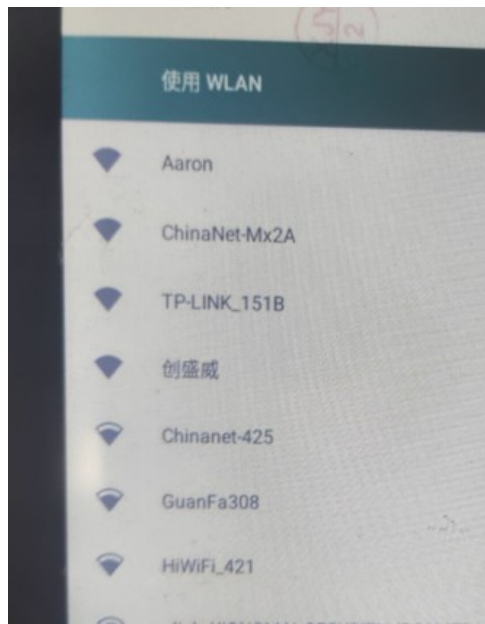 使用 WLAN
Aaron
ChinaNet-Mx2A
TP-LINK_151B
创盛威
Chinanet-425
GuanFa308
HiWiFi_421